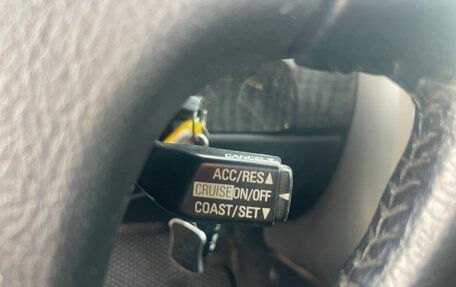 CANCEL▼
ACC/RES▲
CRUISE ON/OFF ◄
COAST/SET▼